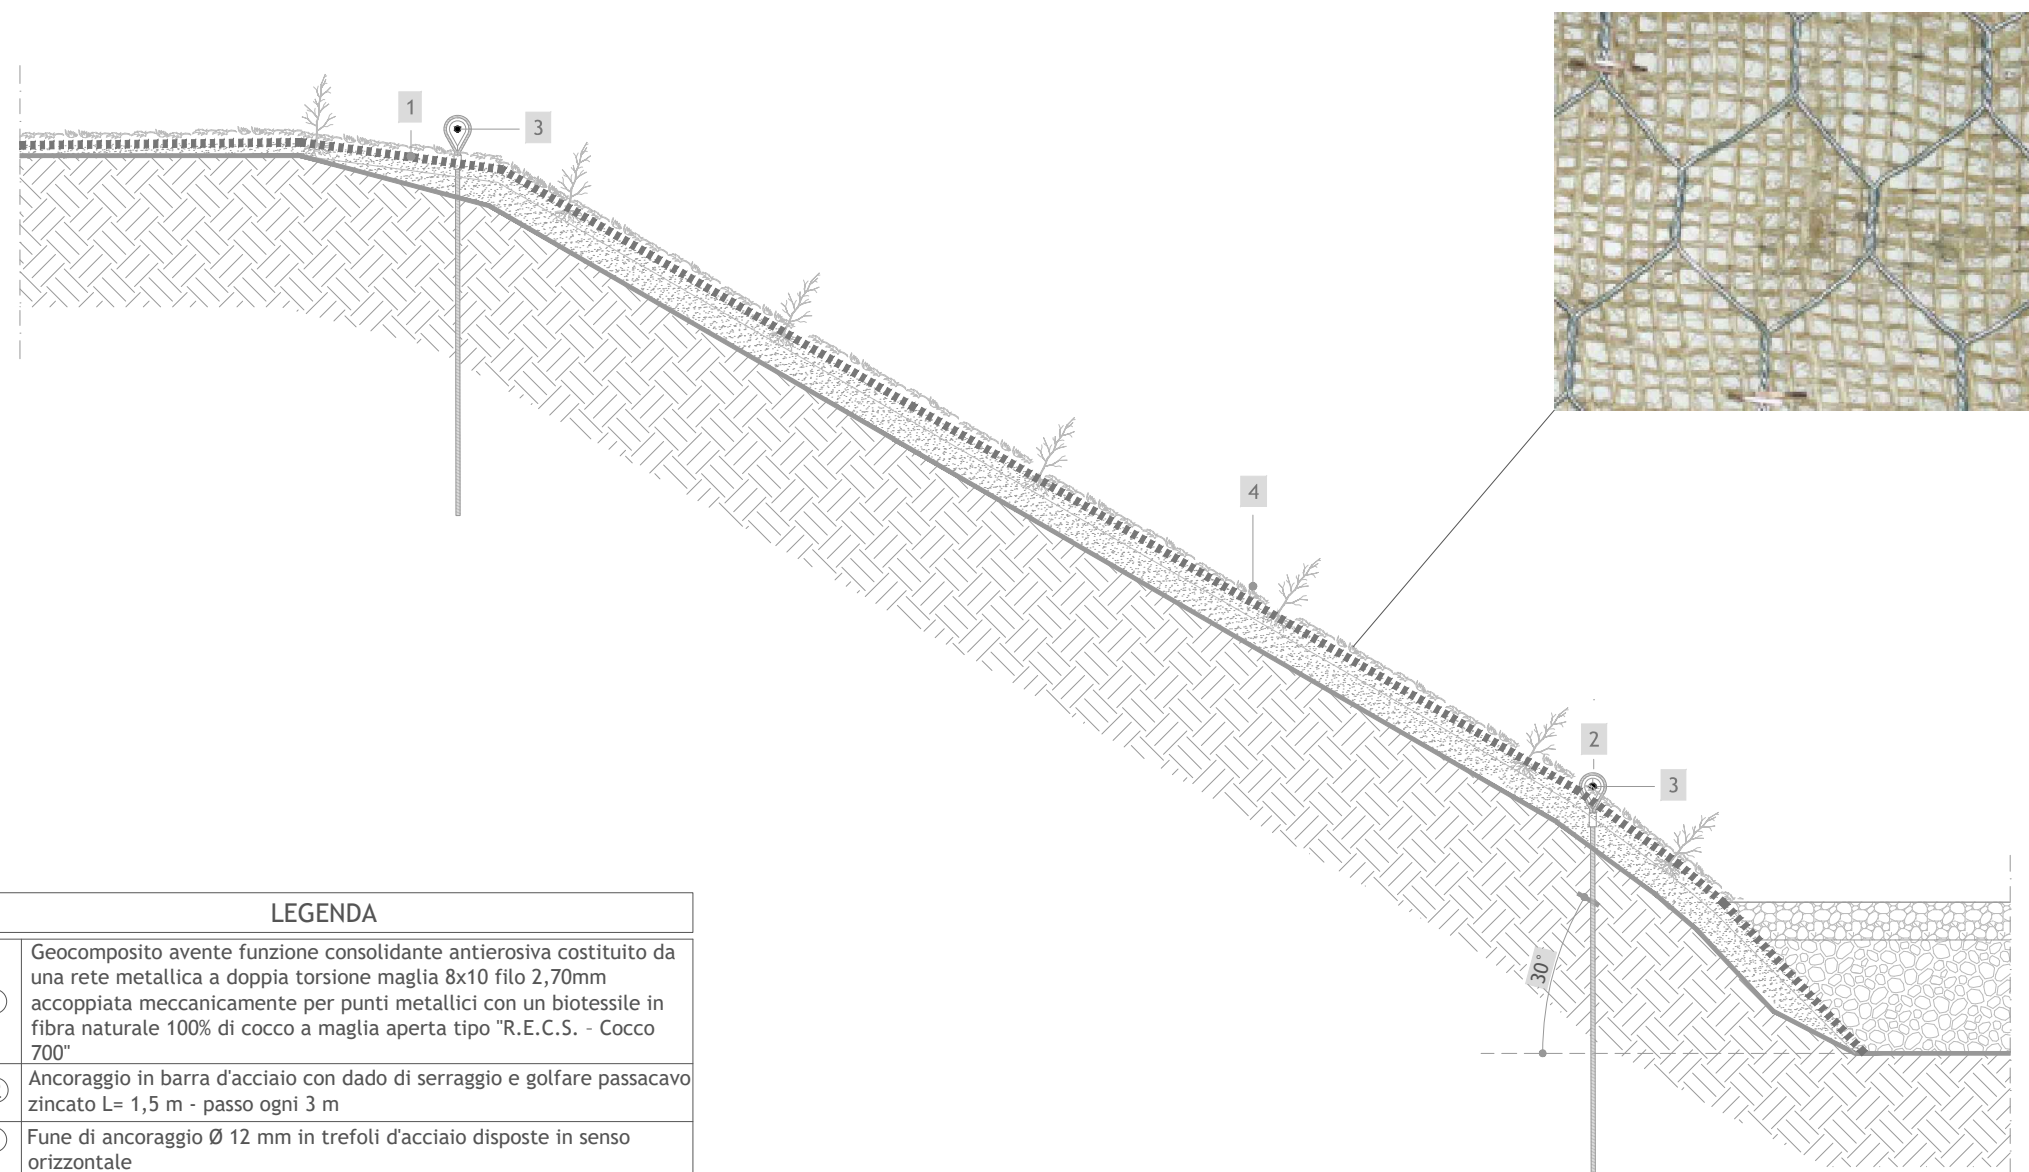 1
3
4
2
3
30°
LEGENDA
Geocomposito avente funzione consolidante antierosiva costituito da
una rete metallica a doppia torsione maglia 8x10 filo 2,70mm
accoppiata meccanicamente per punti metallici con un biotessile in
fibra naturale 100% di cocco a maglia aperta tipo "R.E.C.S. - Cocco
700"
Ancoraggio in barra d'acciaio con dado di serraggio e golfare passacavo
zincato L= 1,5 m - passo ogni 3 m
Fune di ancoraggio Ø 12 mm in trefoli d'acciaio disposte in senso
orizzontale